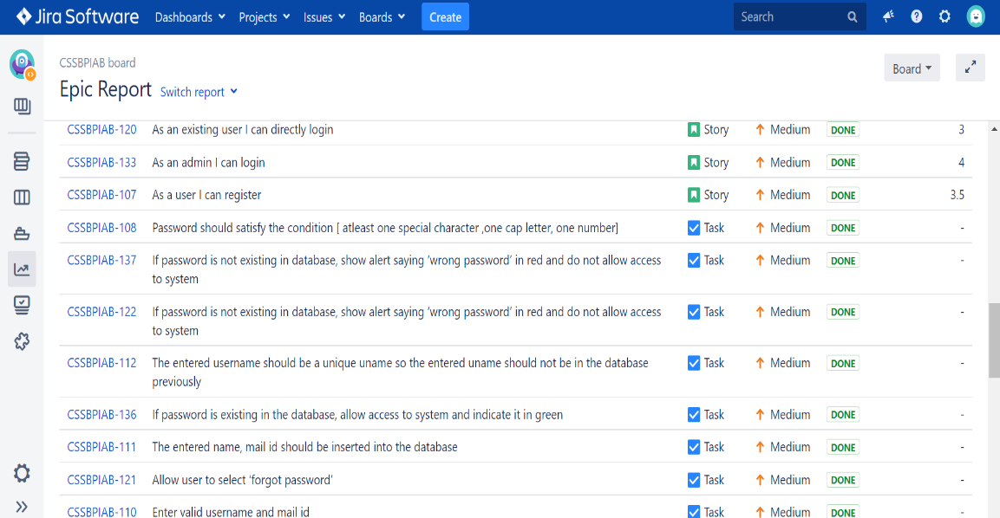 Jira Software Dashboards Projects Issues Boards Create Search
CSSBPIAB board
Board
Epic Report Switch report
CSSBPIAB-120 As an existing user I can directly login Story Medium DONE 3
CSSBPIAB-133 As an admin I can login Story Medium DONE 4
CSSBPIAB-107 As a user I can register Story Medium DONE 3.5
CSSBPIAB-108 Password should satisfy the condition [ atleast one special character ,one cap letter, one number] Task Medium DONE -
CSSBPIAB-137 If password is not existing in database, show alert saying ‘wrong password’ in red and do not allow access Task Medium DONE -
to system
CSSBPIAB-122 If password is not existing in database, show alert saying ‘wrong password’ in red and do not allow access Task Medium DONE -
to system
CSSBPIAB-112 The entered username should be a unique uname so the entered uname should not be in the database Task Medium DONE -
previously
CSSBPIAB-136 If password is existing in the database, allow access to system and indicate it in green Task Medium DONE -
CSSBPIAB-111 The entered name, mail id should be inserted into the database Task Medium DONE -
CSSBPIAB-121 Allow user to select ‘forgot password’ Task Medium DONE -
CSSBPIAB-110 Enter valid username and mail id Task Medium DONE -